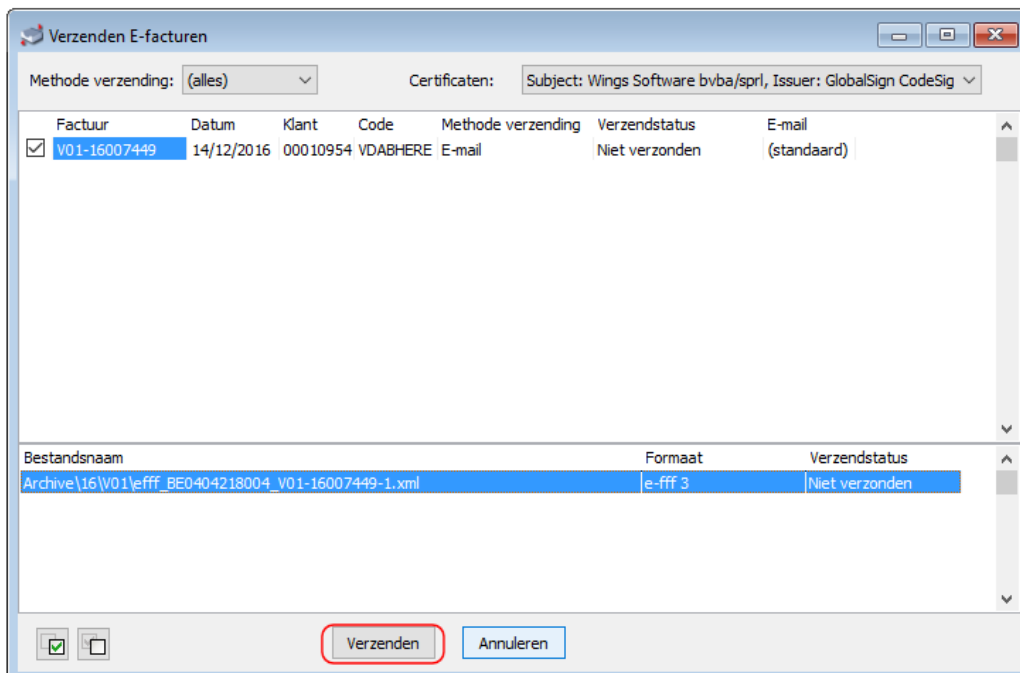 Verzenden E-facturen
Methode verzending: (alles) Certificaten: Subject: Wings Software bvba/sprl, Issuer: GlobalSign CodeSig
Factuur Datum Klant Code Methode verzending Verzendstatus E-mail
V01-16007449 14/12/2016 00010954 VDABHERE E-mail Niet verzonden (standaard)
Bestandsnaam Formaat Verzendstatus
Archive\16\V01\efff_BE0404218004_V01-16007449-1.xml e-fff 3 Niet verzonden
Verzenden Annuleren